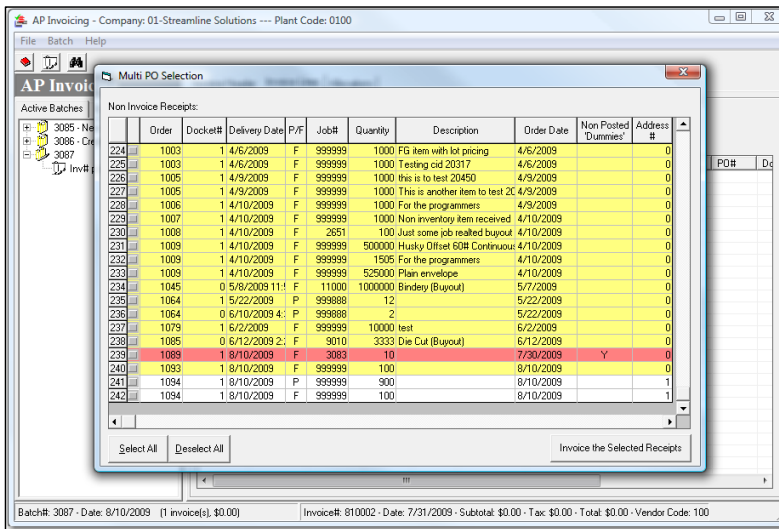 AP Invoicing - Company: 01-Streamline Solutions --- Plant Code: 0100
File Batch Help
AP Invoic
Active Batches
3085 - Ne
3086 - Cre
3087
Inv# p
PO# Do
Multi PO Selection
Non Invoice Receipts:
Order Docket# Delivery Date P/F Job# Quantity Description Order Date Non Posted 'Dummies' Address #
224 1003 1 4/6/2009 F 999999 1000 FG item with lot pricing 4/6/2009 0
225 1003 1 4/6/2009 F 999999 1000 Testing cid 20317 4/6/2009 0
226 1005 1 4/9/2009 F 999999 1000 this is to test 20450 4/9/2009 0
227 1005 1 4/9/2009 F 999999 1000 This is another item to test 20 4/9/2009 0
228 1006 1 4/10/2009 F 999999 1000 For the programmers 4/9/2009 0
229 1007 1 4/10/2009 F 999999 1000 Non inventory item received 4/10/2009 0
230 1008 1 4/10/2009 F 2651 100 Just some job realted buyout 4/10/2009 0
231 1009 1 4/10/2009 F 999999 500000 Husky Offset 60# Continuous 4/10/2009 0
232 1009 1 4/10/2009 F 999999 1505 For the programmers 4/10/2009 0
233 1009 1 4/10/2009 F 999999 525000 Plain envelope 4/10/2009 0
234 1045 0 5/8/2009 11: F 11000 1000000 Bindery (Buyout) 5/7/2009 0
235 1064 1 5/22/2009 P 999888 12 5/22/2009 0
236 1064 0 6/10/2009 4: P 999888 2 5/22/2009 0
237 1079 1 6/2/2009 F 999999 10000 test 6/2/2009 0
238 1085 0 6/12/2009 2: F 9010 3333 Die Cut (Buyout) 6/12/2009 0
239 1089 1 8/10/2009 F 3083 10 7/30/2009 Y 0
240 1093 1 8/10/2009 F 999999 100 8/10/2009 0
241 1094 1 8/10/2009 P 999999 900 8/10/2009 1
242 1094 1 8/10/2009 F 999999 100 8/10/2009 1
Select All Deselect All Invoice the Selected Receipts
Batch#: 3087 - Date: 8/10/2009 (1 invoice(s), $0.00) Invoice#: 810002 - Date: 7/31/2009 - Subtotal: $0.00 - Tax: $0.00 - Total: $0.00 - Vendor Code: 100